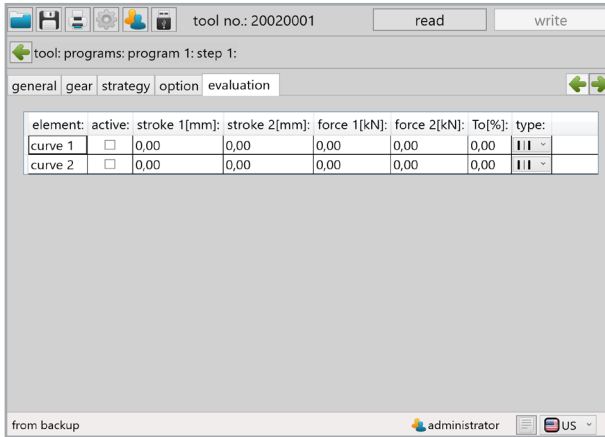 tool no.: 20020001 read write
tool: programs: program 1: step 1:
general gear strategy option evaluation
element: active: stroke 1[mm]: stroke 2[mm]: force 1[kN]: force 2[kN]: To[%]: type:
curve 1 0,00 0,00 0,00 0,00 0,00
curve 2 0,00 0,00 0,00 0,00 0,00
from backup administrator US